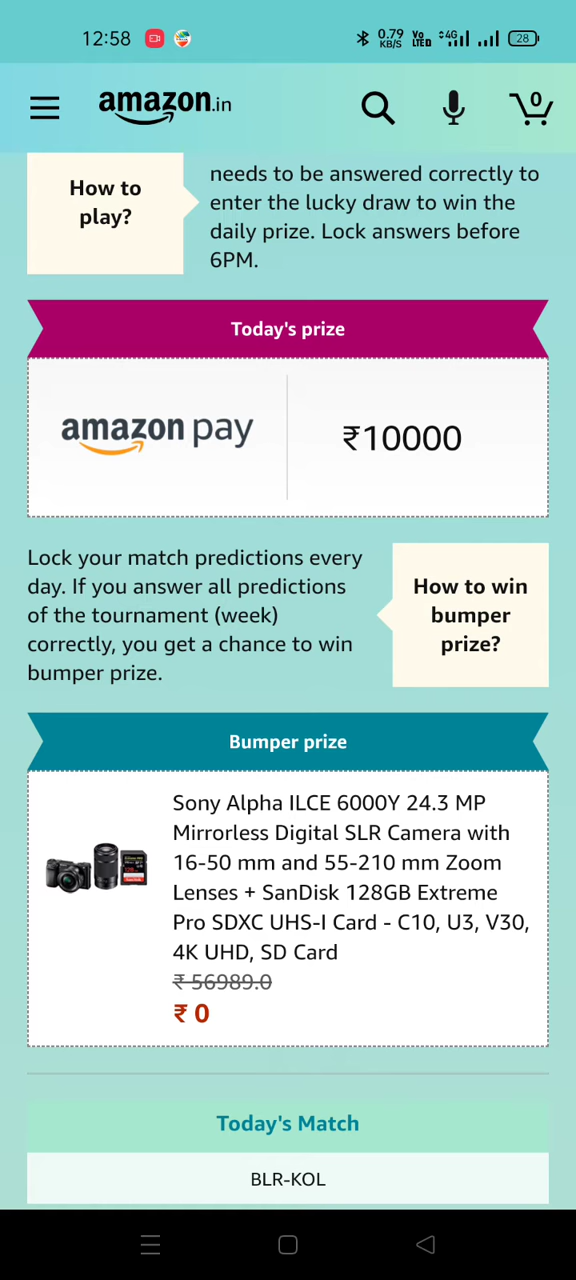 12:58
0.79
KB/S
Vo
LTED
4G
28
amazon.in
0
How to
play?
needs to be answered correctly to
enter the lucky draw to win the
daily prize. Lock answers before
6PM.
Today's prize
amazon pay
₹10000
Lock your match predictions every
day. If you answer all predictions
of the tournament (week)
correctly, you get a chance to win
bumper prize.
How to win
bumper
prize?
Bumper prize
Sony Alpha ILCE 6000Y 24.3 MP
Mirrorless Digital SLR Camera with
16-50 mm and 55-210 mm Zoom
Lenses + SanDisk 128GB Extreme
Pro SDXC UHS-I Card - C10, U3, V30,
4K UHD, SD Card
₹ 56989.0
₹ 0
Today's Match
BLR-KOL